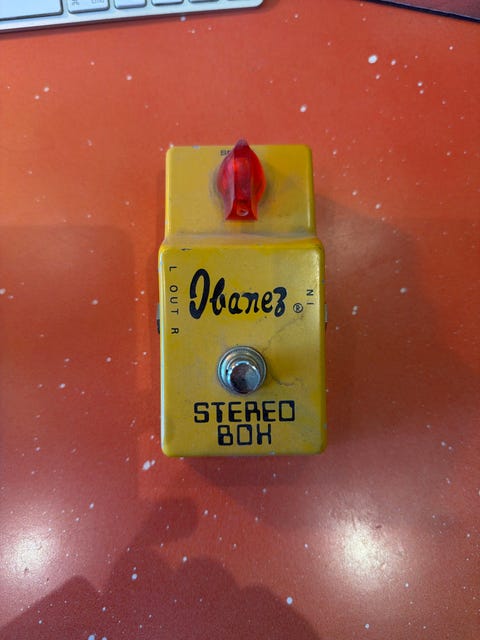 L OUT R
Ibanez ®
IN
STEREO
BOX